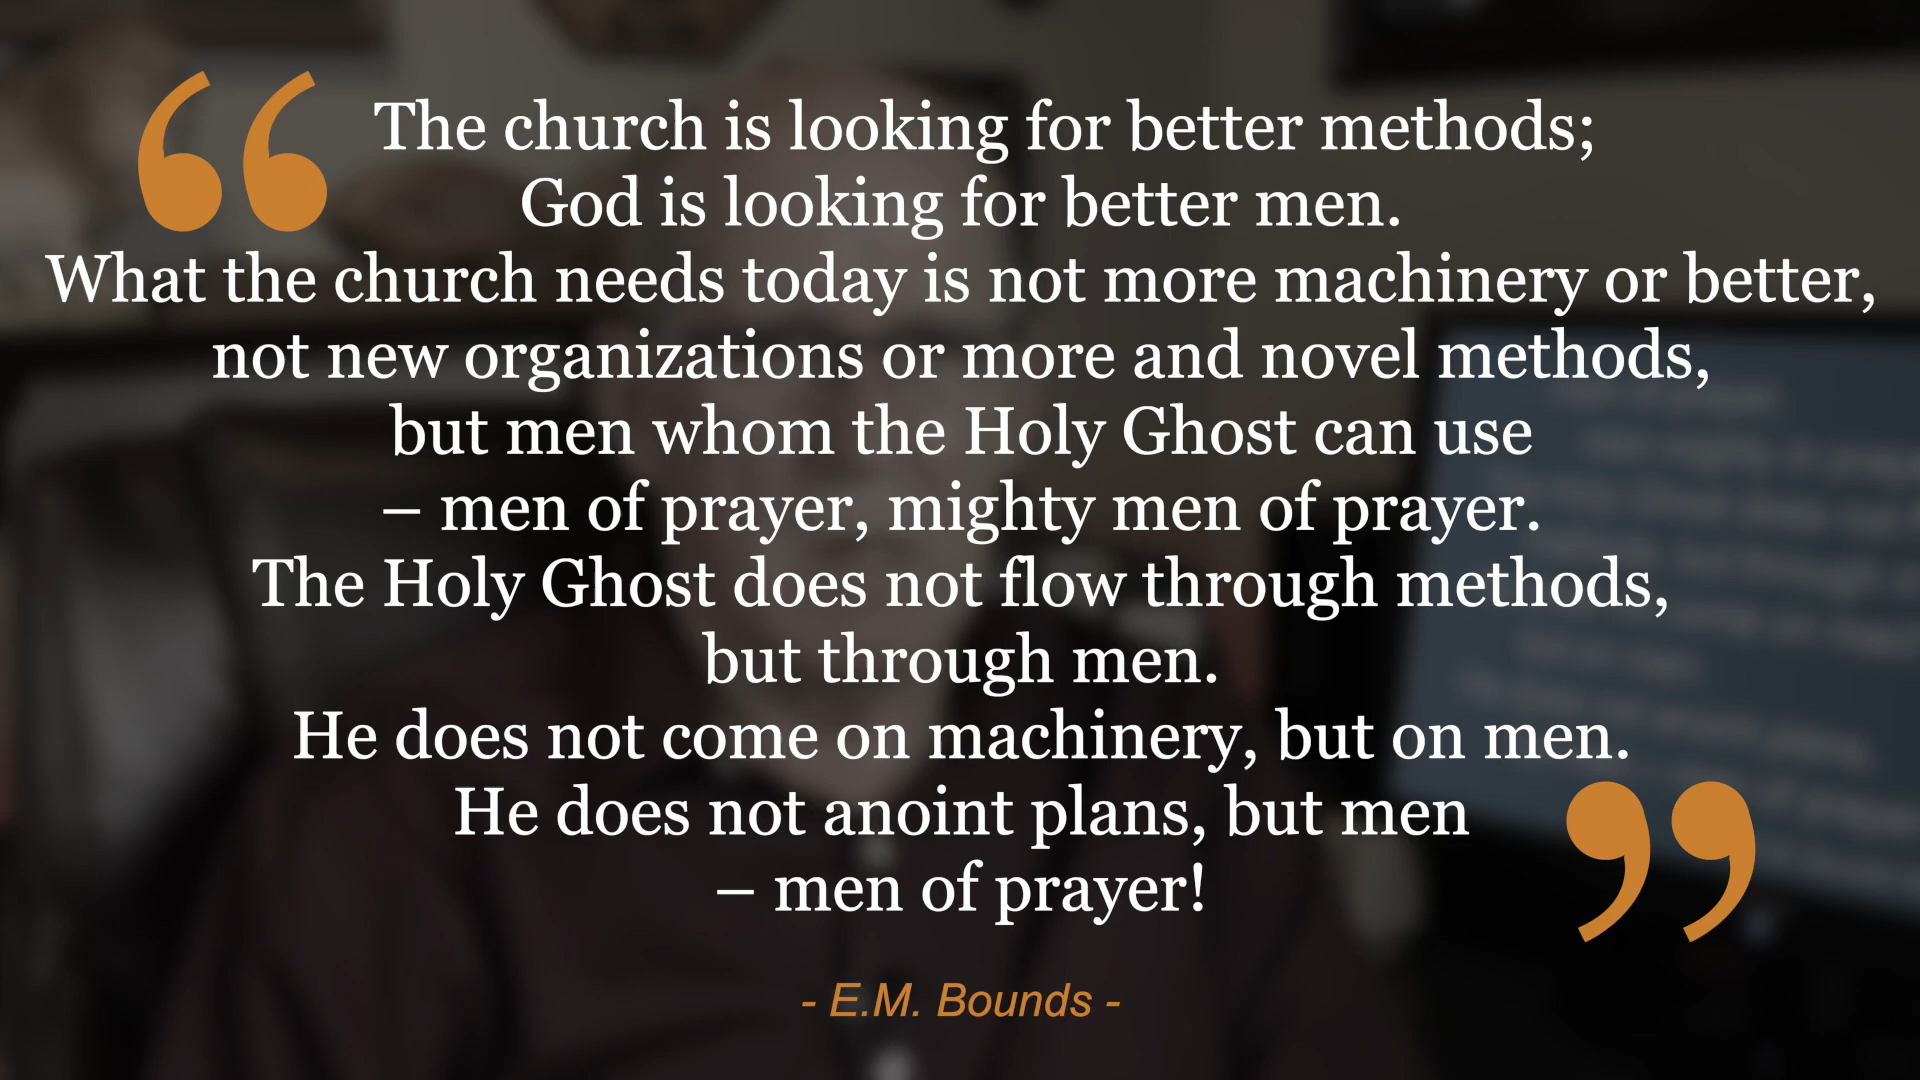 “ The church is looking for better methods;
God is looking for better men.
What the church needs today is not more machinery or better,
not new organizations or more and novel methods,
but men whom the Holy Ghost can use
– men of prayer, mighty men of prayer.
The Holy Ghost does not flow through methods,
but through men.
He does not come on machinery, but on men.
He does not anoint plans, but men
– men of prayer! ”
- E.M. Bounds -